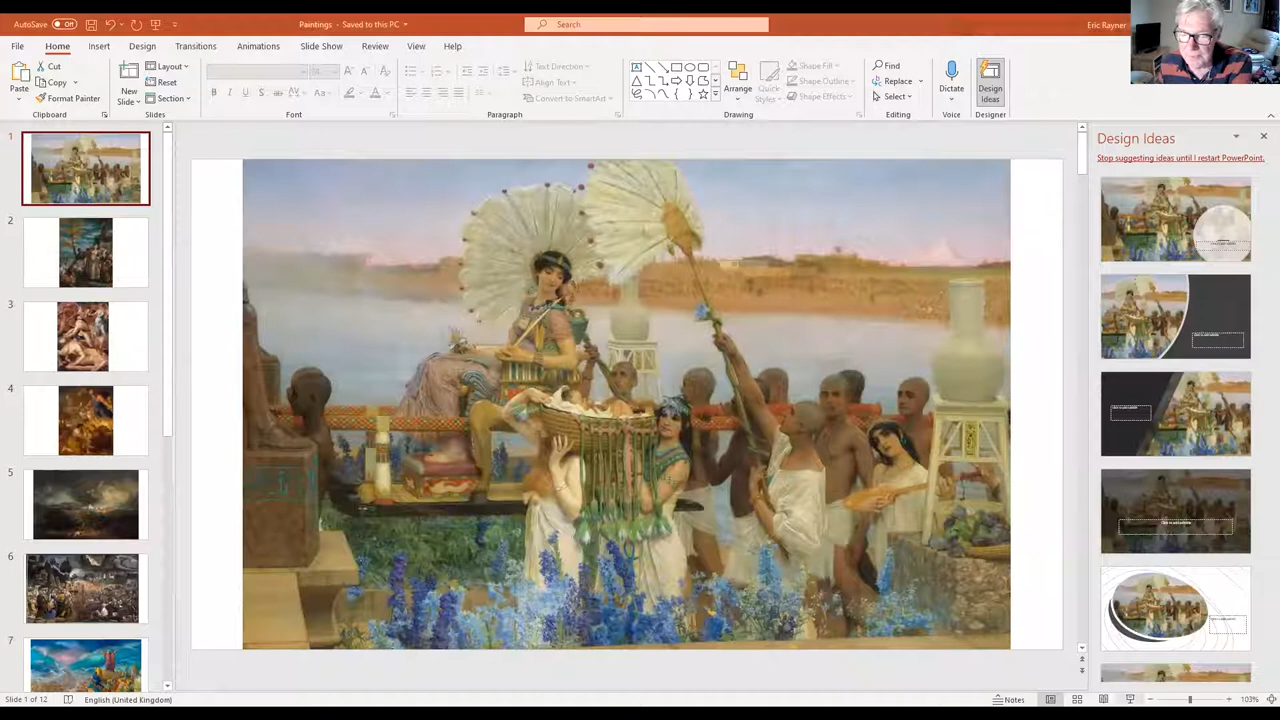 AutoSave Off Paintings - Saved to this PC Search Eric Rayner
File Home Insert Design Transitions Animations Slide Show Review View Help
Paste
Cut
Copy
Format Painter
Clipboard
New
Slide
Layout
Reset
Section
Slides
B I U S ab AV Aa A
Font
Text Direction
Align Text
Convert to SmartArt
Paragraph
Arrange
Quick
Styles
Shape Fill
Shape Outline
Shape Effects
Drawing
Find
Replace
Select
Editing
Dictate
Voice
Design
Ideas
Designer
1
2
3
4
5
6
7
Design Ideas
Stop suggesting ideas until I restart PowerPoint.
Slide 1 of 12 English (United Kingdom) Notes 103%